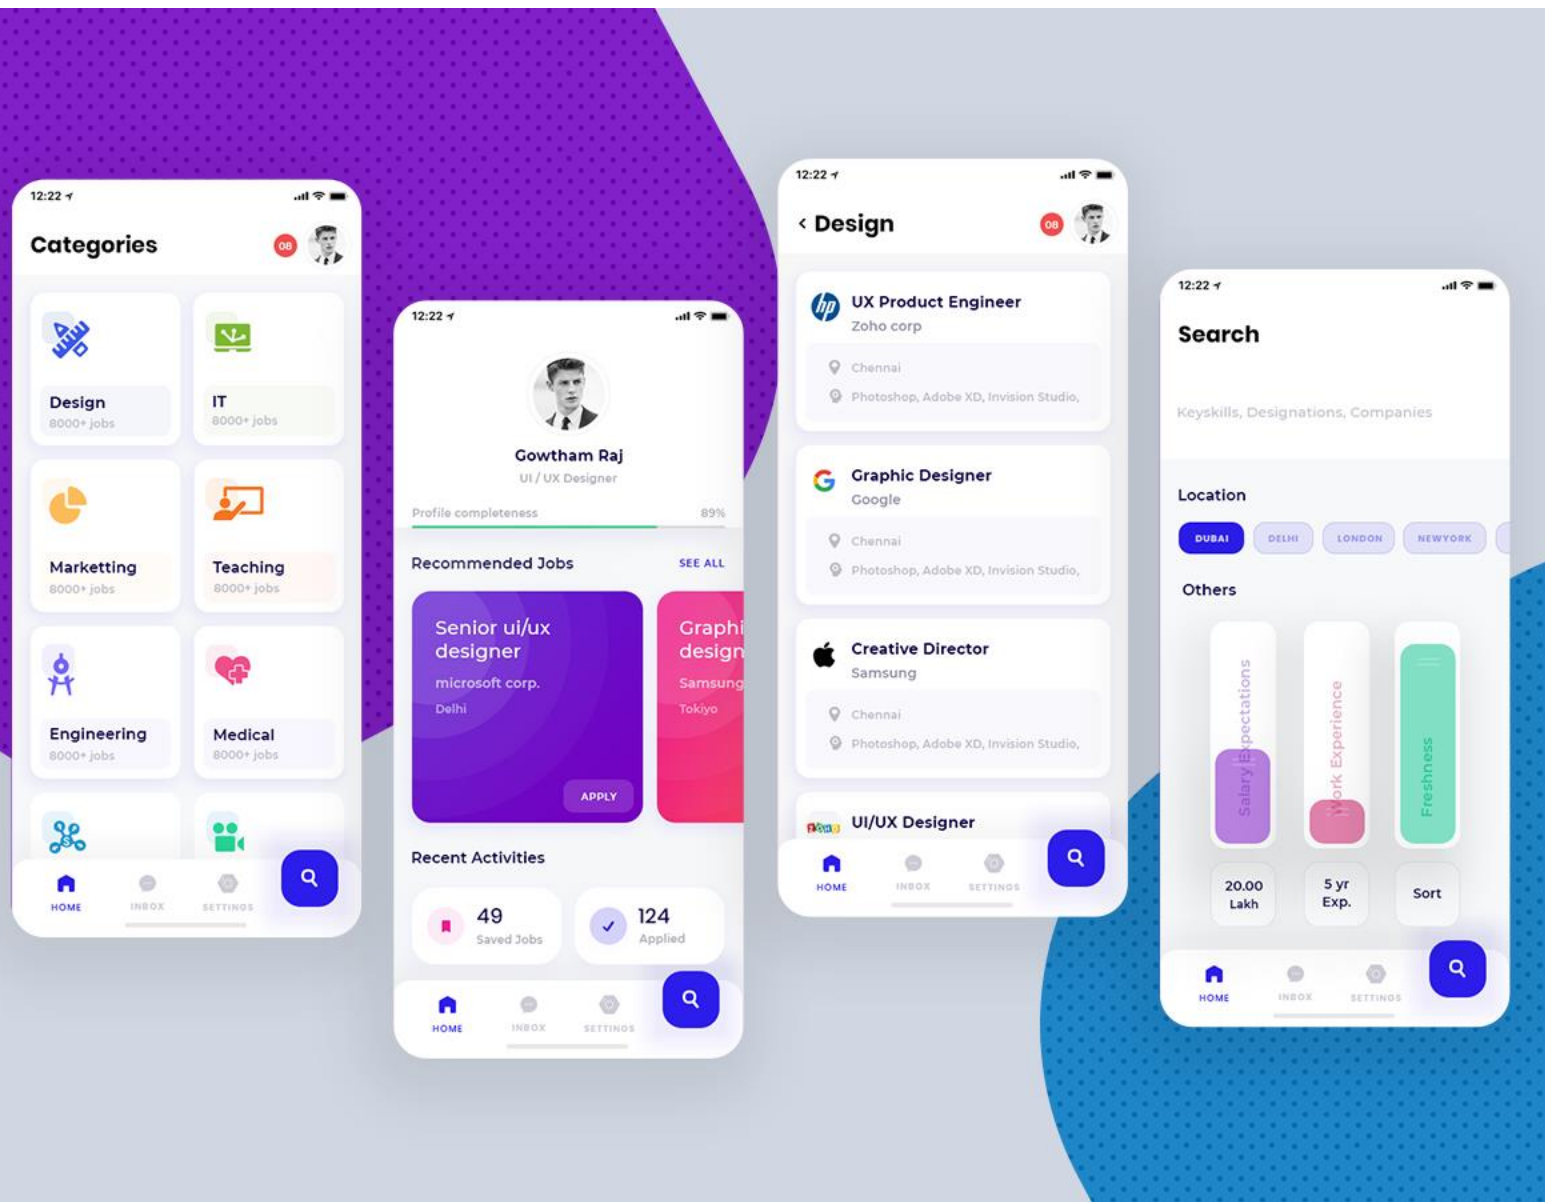 12:22
Categories
08
Design
8000+ jobs
IT
8000+ jobs
Marketting
8000+ jobs
Teaching
8000+ jobs
Engineering
8000+ jobs
Medical
8000+ jobs
HOME
INBOX
SETTINGS
12:22
Gowtham Raj
UI / UX Designer
Profile completeness
89%
Recommended Jobs
SEE ALL
Senior ui/ux
designer
microsoft corp.
Delhi
APPLY
Graphi
design
Samsung
Tokiyo
Recent Activities
49
Saved Jobs
124
Applied
HOME
INBOX
SETTINGS
12:22
< Design
08
hp
UX Product Engineer
Zoho corp
Chennai
Photoshop, Adobe XD, Invision Studio,
G
Graphic Designer
Google
Chennai
Photoshop, Adobe XD, Invision Studio,
Creative Director
Samsung
Chennai
Photoshop, Adobe XD, Invision Studio,
ZOHO
UI/UX Designer
HOME
INBOX
SETTINGS
12:22
Search
Keyskills, Designations, Companies
Location
DUBAI
DELHI
LONDON
NEWYORK
Others
Salary Expectations
Work Experience
Freshness
20.00
Lakh
5 yr
Exp.
Sort
HOME
INBOX
SETTINGS